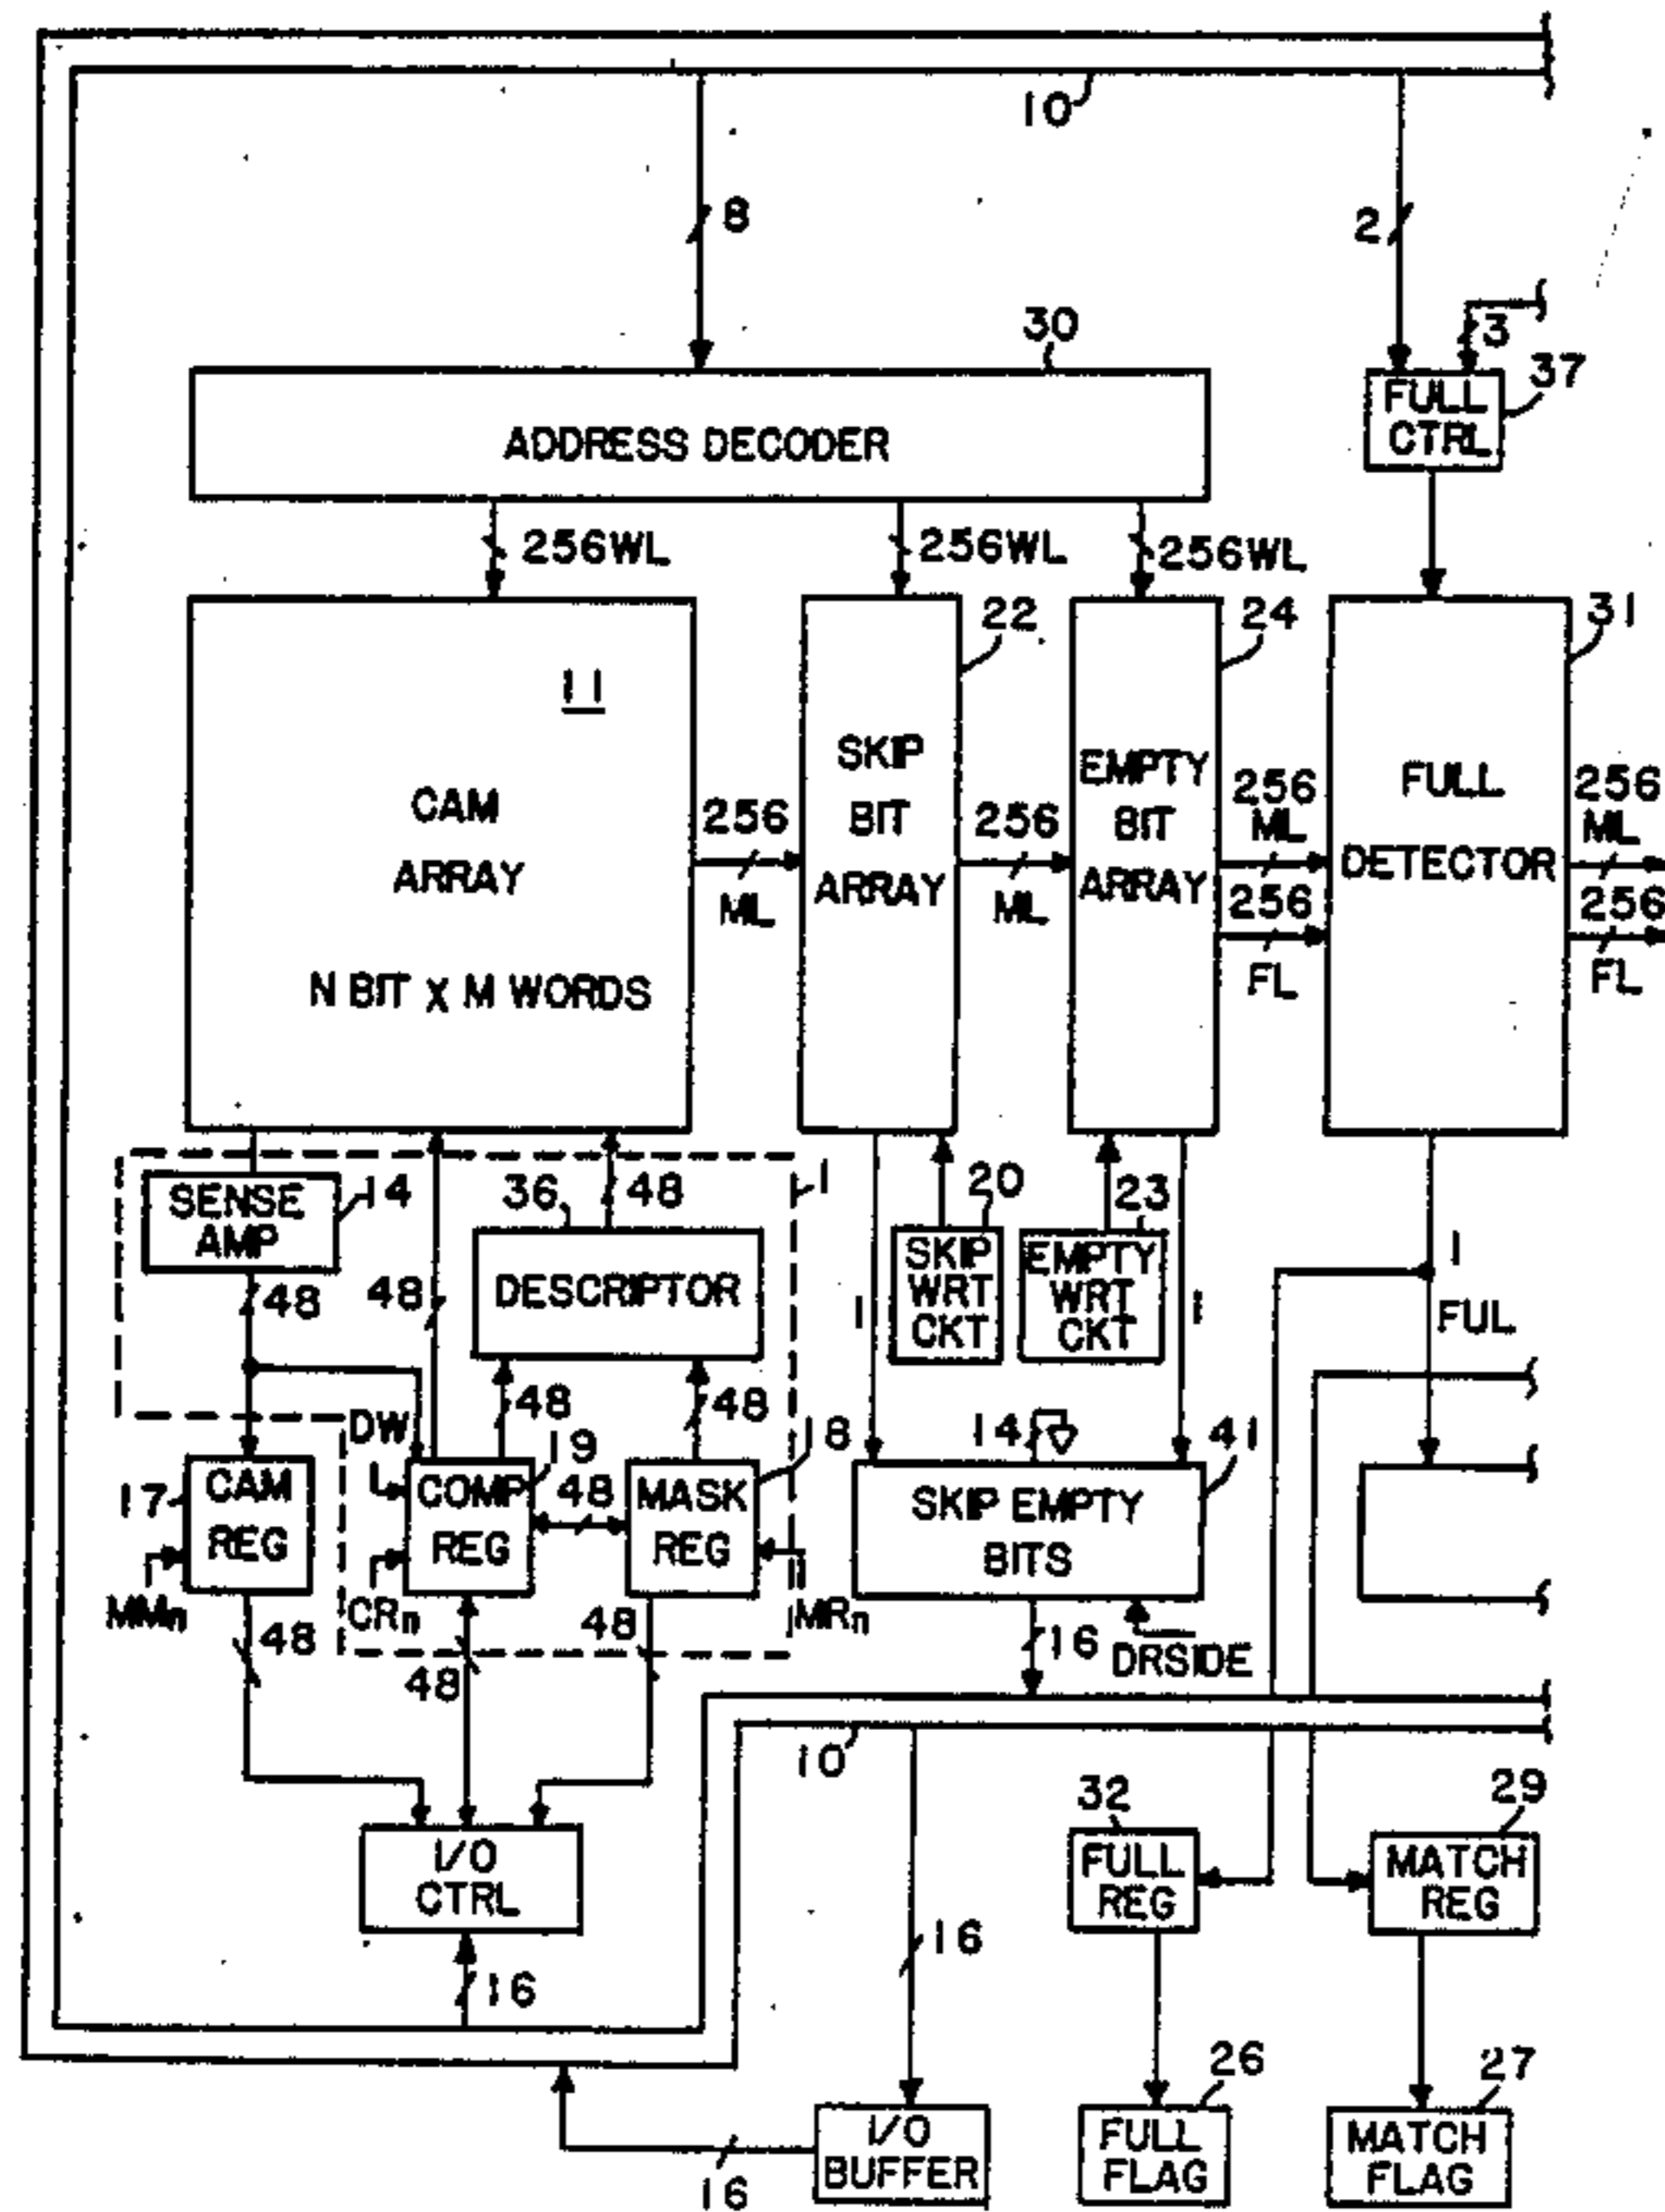 10
8
2
3
30
37
FULL
CTRL
ADDRESS DECODER
256WL
256WL
256WL
22
24
31
11
CAM
ARRAY
N BIT X M WORDS
256
ML
SKIP
BIT
ARRAY
256
ML
EMPTY
BIT
ARRAY
256
ML
256
FL
FULL
DETECTOR
256
ML
256
FL
SENSE
AMP
14
36
48
1
20
23
48
48
DESCRIPTOR
1
SKIP
WRT
CKT
EMPTY
WRT
CKT
1
1
FUL
48
48
DW
19
18
14
41
17
CAM
REG
COMP
REG
48
MASK
REG
SKIP EMPTY
BITS
MMn
CRn
MRn
48
48
48
16
DRSIDE
10
I/O
CTRL
16
16
32
FULL
REG
29
MATCH
REG
16
I/O
BUFFER
26
FULL
FLAG
27
MATCH
FLAG